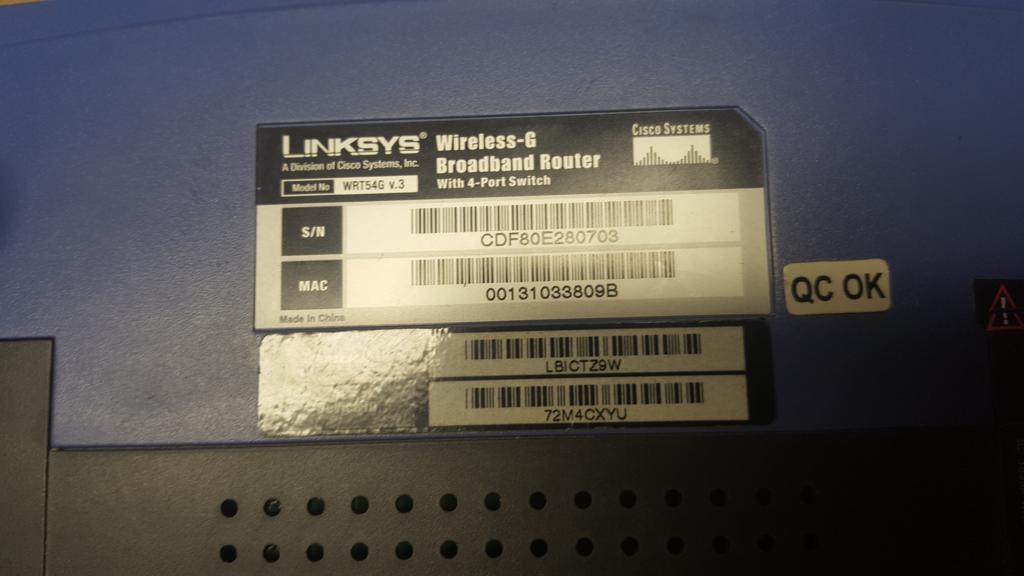 LINKSYS® Wireless-G
Broadband Router
With 4-Port Switch
A Division of Cisco Systems, Inc.
Model No WRT54G v.3
CISCO SYSTEMS
®
S/N
CDF80E280703
MAC
00131033809B
Made In China
QC OK
LBICTZ9W
72M4CXYU